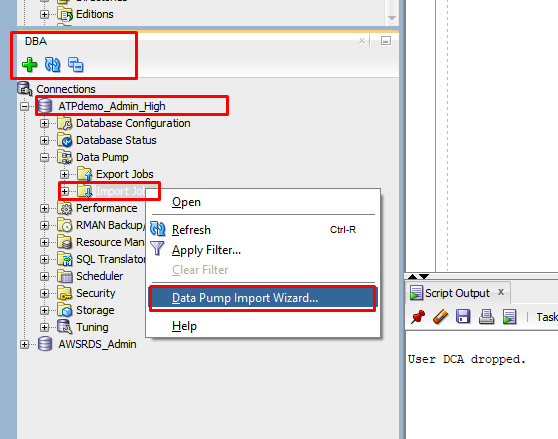 Editions
DBA
Connections
ATPdemo_Admin_High
Database Configuration
Database Status
Data Pump
Export Jobs
Import Jo
Open
Performance
Refresh Ctrl-R
RMAN Backup/
Apply Filter...
Resource Man
Clear Filter
SQL Translator
Scheduler
Security
Data Pump Import Wizard...
Storage
Tuning
Help
AWSRDS_Admin
Script Output
Task
User DCA dropped.